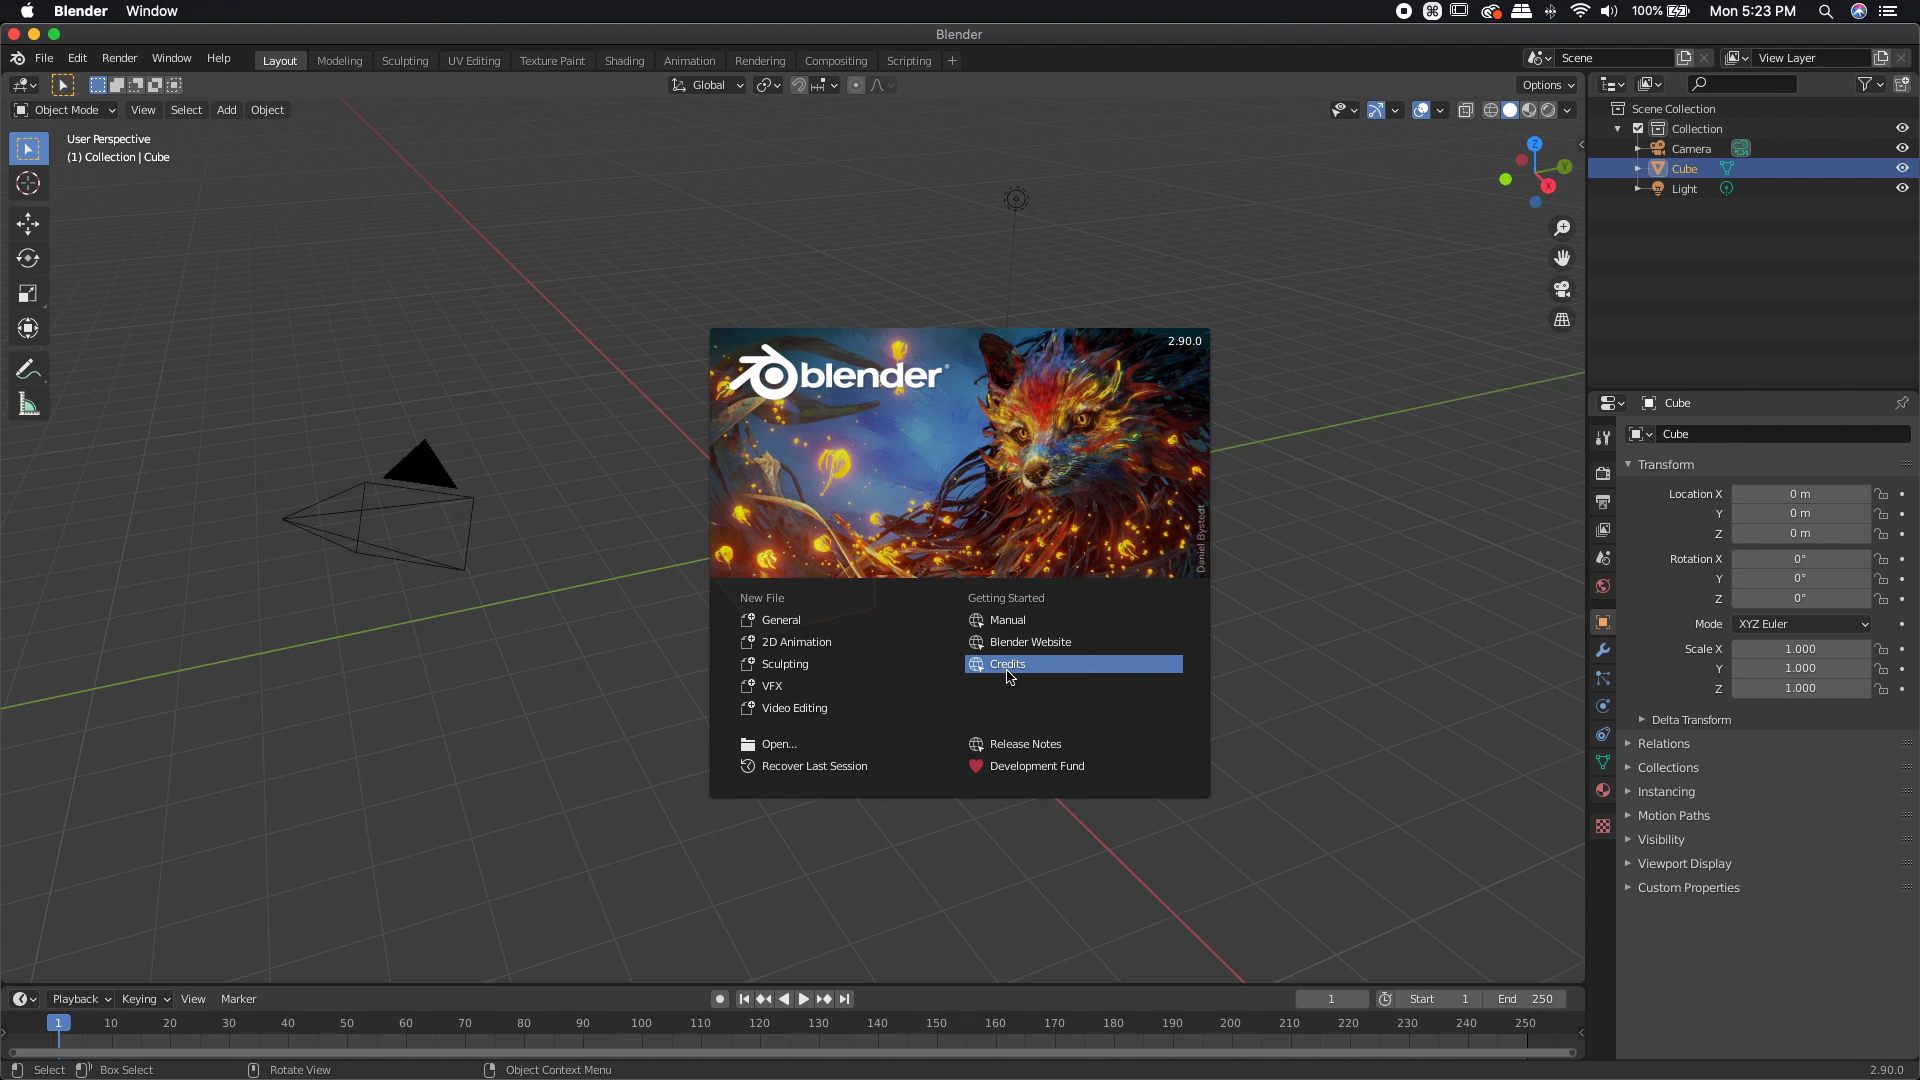 Blender Window
100% Mon 5:23 PM
Blender
File Edit Render Window Help
Layout Modeling Sculpting UV Editing Texture Paint Shading Animation Rendering Compositing Scripting +
Scene
View Layer
Global
Options
Object Mode View Select Add Object
User Perspective
(1) Collection | Cube
Z
Y
X
Scene Collection
Collection
Camera
Cube
Light
2.90.0
blender
Daniel Bystedt
New File
General
2D Animation
Sculpting
VFX
Video Editing
Open...
Recover Last Session
Getting Started
Manual
Blender Website
Credits
Release Notes
Development Fund
Cube
Cube
Transform
Location X 0 m
Y 0 m
Z 0 m
Rotation X 0°
Y 0°
Z 0°
Mode XYZ Euler
Scale X 1.000
Y 1.000
Z 1.000
Delta Transform
Relations
Collections
Instancing
Motion Paths
Visibility
Viewport Display
Custom Properties
Playback Keying View Marker
1 Start 1 End 250
1 10 20 30 40 50 60 70 80 90 100 110 120 130 140 150 160 170 180 190 200 210 220 230 240 250
Select Box Select Rotate View Object Context Menu
2.90.0